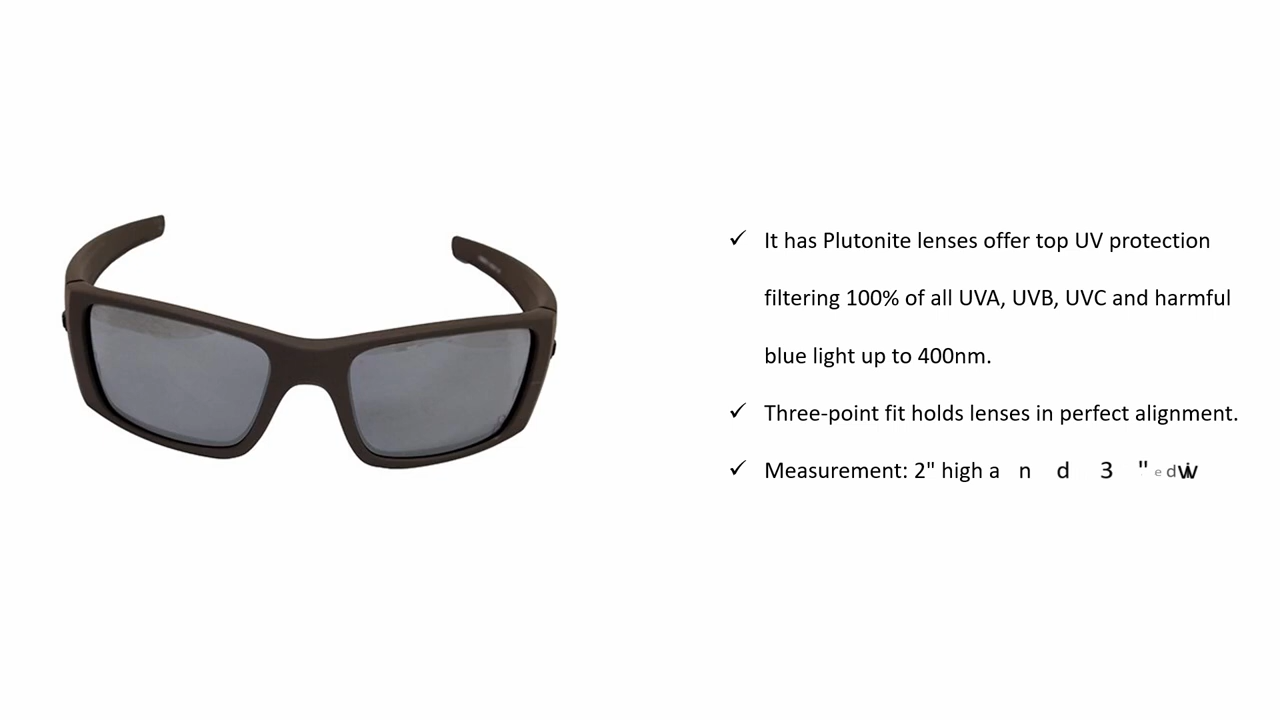 ✓ It has Plutonite lenses offer top UV protection
filtering 100% of all UVA, UVB, UVC and harmful
blue light up to 400nm.
✓ Three-point fit holds lenses in perfect alignment.
✓ Measurement: 2" high and 3"